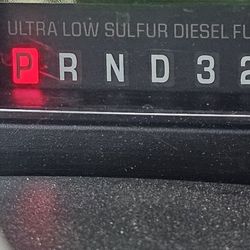 ULTRA LOW SULFUR DIESEL FU
P R N D 3 2